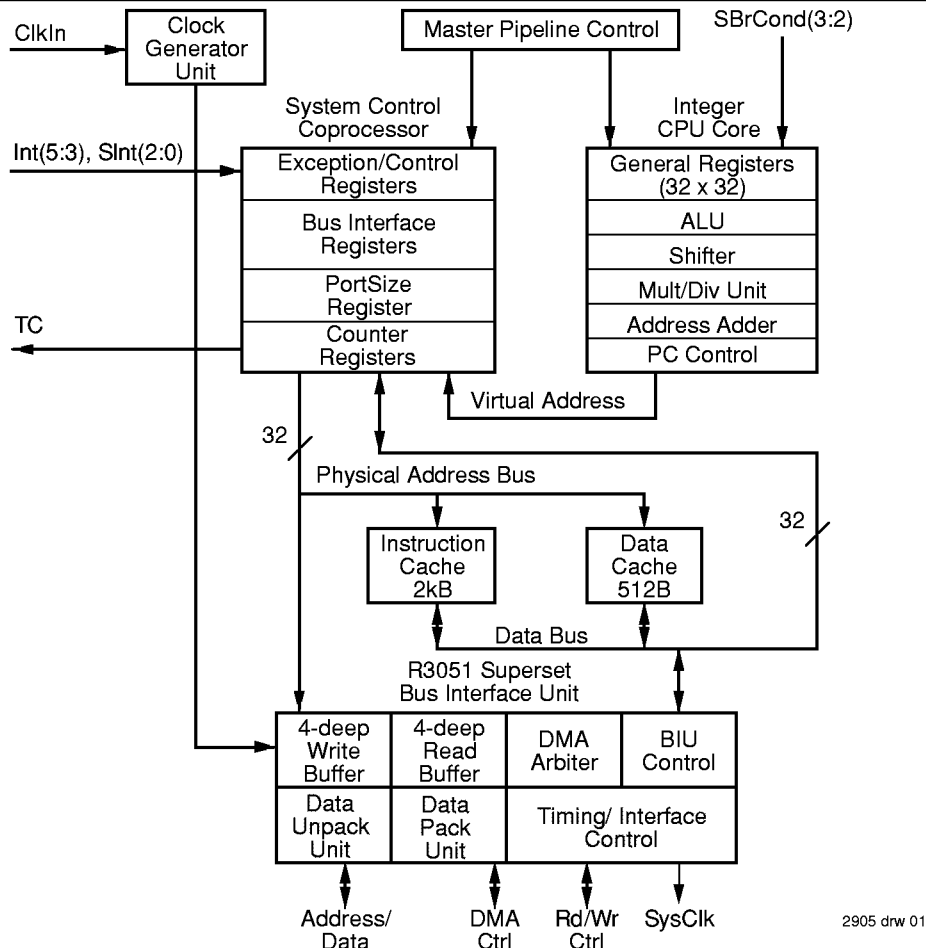 ClkIn
Clock
Generator
Unit
Master Pipeline Control
SBrCond(3:2)
System Control
Coprocessor
Integer
CPU Core
Int(5:3), SInt(2:0)
Exception/Control
Registers
Bus Interface
Registers
PortSize
Register
Counter
Registers
General Registers
(32 x 32)
ALU
Shifter
Mult/Div Unit
Address Adder
PC Control
TC
Virtual Address
32
Physical Address Bus
32
Instruction
Cache
2kB
Data
Cache
512B
Data Bus
R3051 Superset
Bus Interface Unit
4-deep
Write
Buffer
4-deep
Read
Buffer
DMA
Arbiter
BIU
Control
Data
Unpack
Unit
Data
Pack
Unit
Timing/ Interface
Control
Address/
Data
DMA
Ctrl
Rd/Wr
Ctrl
SysClk
2905 drw 01